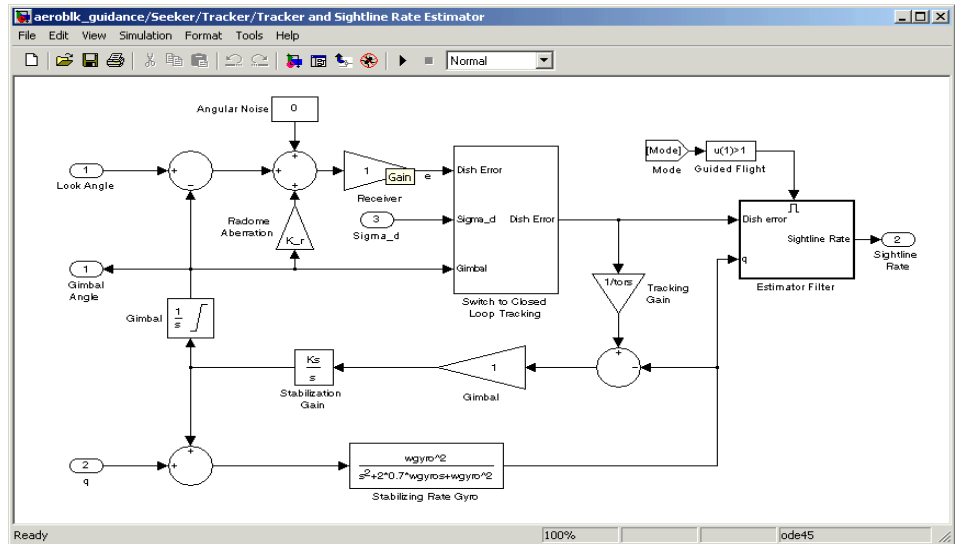 aeroblk_guidance/Seeker/Tracker/Tracker and Sightline Rate Estimator
File Edit View Simulation Format Tools Help
Normal
Angular Noise
0
1
Look Angle
+
-
+
+
+
1
Gain
e
Receiver
Radome
Aberration
K_r
3
Sigma_d
Dish Error
Sigma_d
Dish Error
Gimbal
Switch to Closed
Loop Tracking
[Mode]
Mode
u(1)>1
Guided Flight
Dish error
Sightline Rate
q
Estimator Filter
2
Sightline
Rate
1
Gimbal
Angle
Gimbal
1
s
1/tors
Tracking
Gain
+
-
Ks
s
Stabilization
Gain
1
Gimbal
2
q
+
+
wgyro^2
s2+2*0.7*wgyros+wgyro^2
Stabilizing Rate Gyro
Ready
100%
ode45